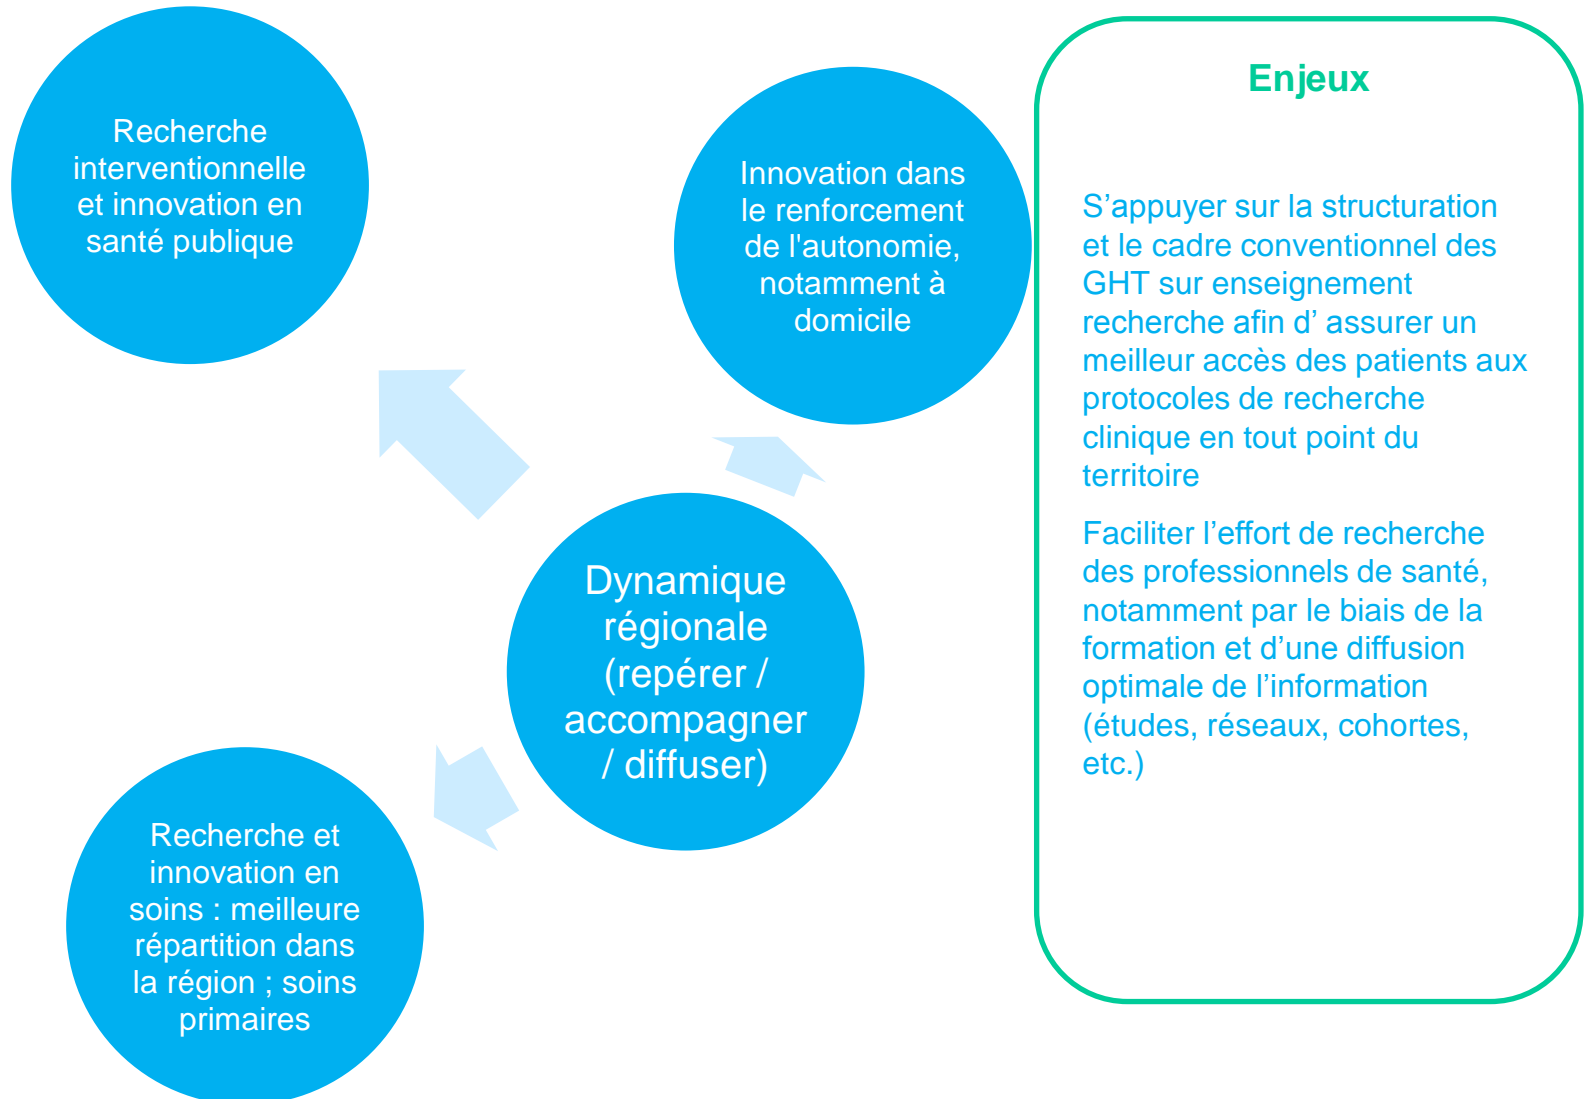 Recherche
interventionnelle
et innovation en
santé publique
Innovation dans
le renforcement
de l'autonomie,
notamment à
domicile
Dynamique
régionale
(repérer /
accompagner
/ diffuser)
Recherche et
innovation en
soins : meilleure
répartition dans
la région ; soins
primaires
Enjeux
S’appuyer sur la structuration
et le cadre conventionnel des
GHT sur enseignement
recherche afin d’ assurer un
meilleur accès des patients aux
protocoles de recherche
clinique en tout point du
territoire
Faciliter l’effort de recherche
des professionnels de santé,
notamment par le biais de la
formation et d’une diffusion
optimale de l’information
(études, réseaux, cohortes,
etc.)